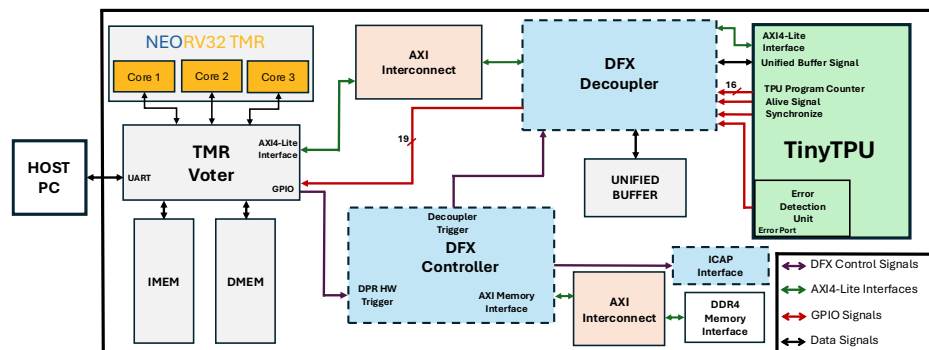 NEORV32 TMR
Core 1
Core 2
Core 3
AXI
Interconnect
DFX
Decoupler
AXI4-Lite
Interface
Unified Buffer Signal
16
TPU Program Counter
Alive Signal
Synchronize
TinyTPU
Error
Detection
Unit
Error Port
HOST
PC
UART
TMR
Voter
AXI4-Lite
Interface
GPIO
19
UNIFIED
BUFFER
IMEM
DMEM
Decoupler
Trigger
DFX
Controller
DPR HW
Trigger
AXI Memory
Interface
ICAP
Interface
AXI
Interconnect
DDR4
Memory
Interface
DFX Control Signals
AXI4-Lite Interfaces
GPIO Signals
Data Signals